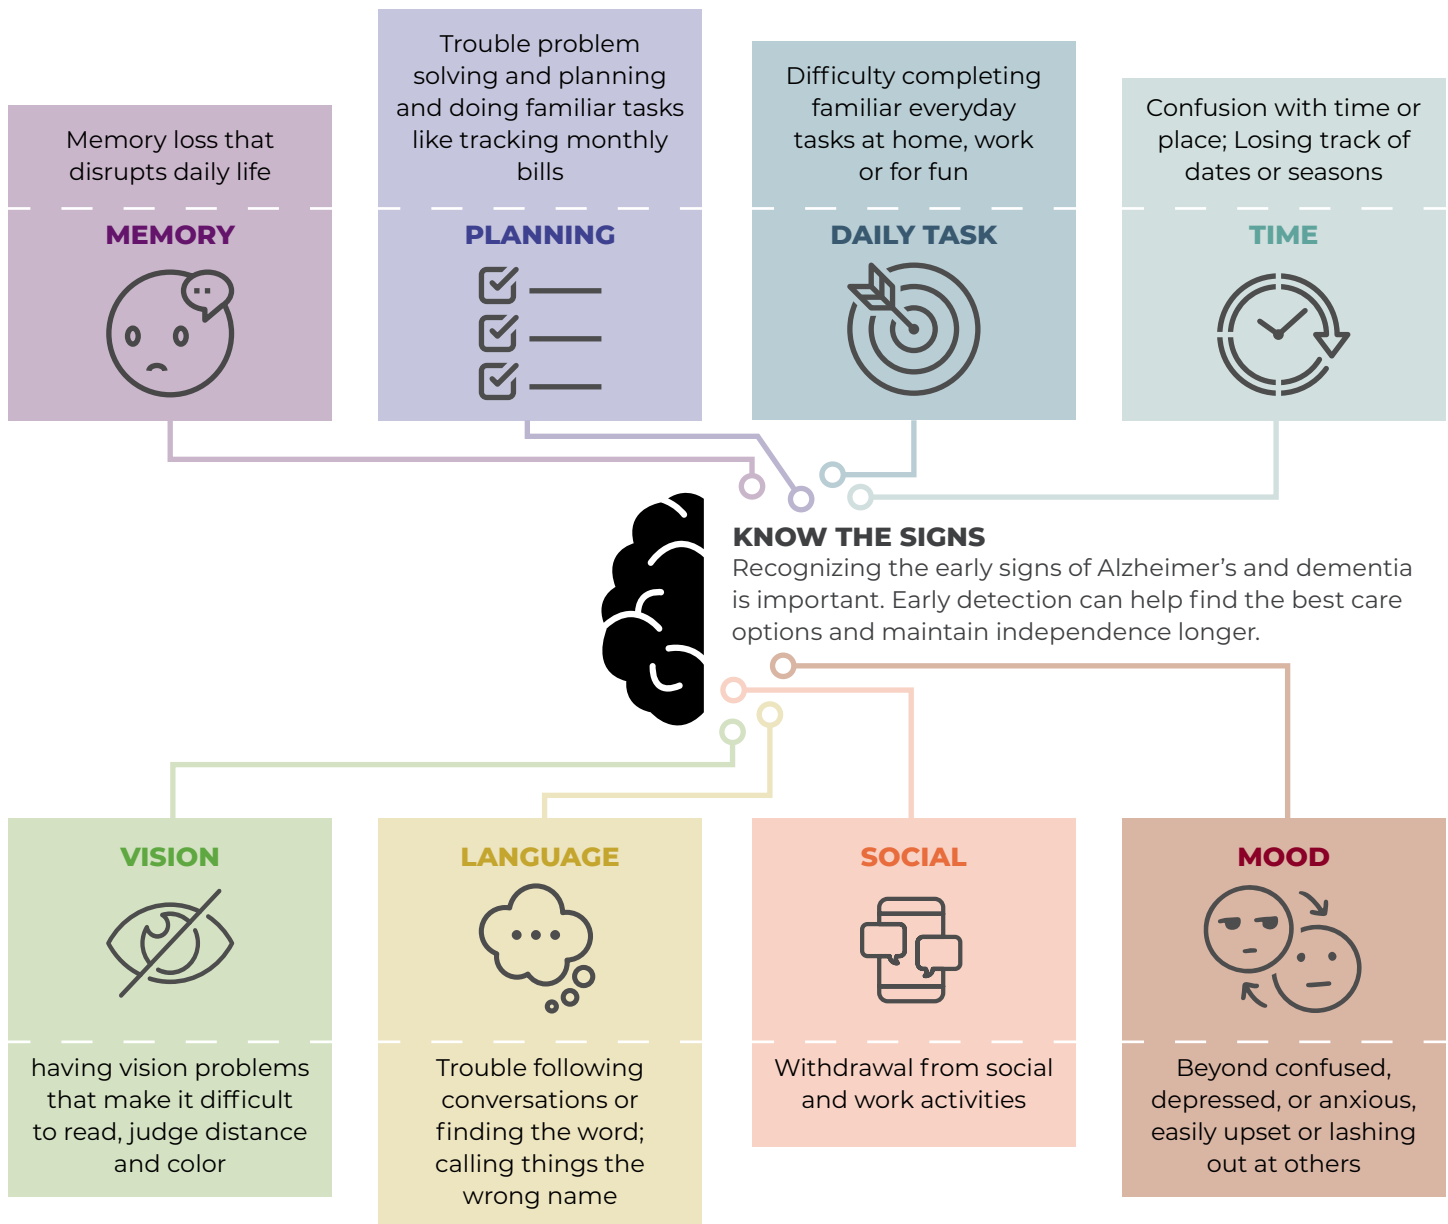 Memory loss that
disrupts daily life
MEMORY
Trouble problem
solving and planning
and doing familiar tasks
like tracking monthly
bills
PLANNING
Difficulty completing
familiar everyday
tasks at home, work
or for fun
DAILY TASK
Confusion with time or
place; Losing track of
dates or seasons
TIME
KNOW THE SIGNS
Recognizing the early signs of Alzheimer’s and dementia
is important. Early detection can help find the best care
options and maintain independence longer.
VISION
having vision problems
that make it difficult
to read, judge distance
and color
LANGUAGE
Trouble following
conversations or
finding the word;
calling things the
wrong name
SOCIAL
Withdrawal from social
and work activities
MOOD
Beyond confused,
depressed, or anxious,
easily upset or lashing
out at others